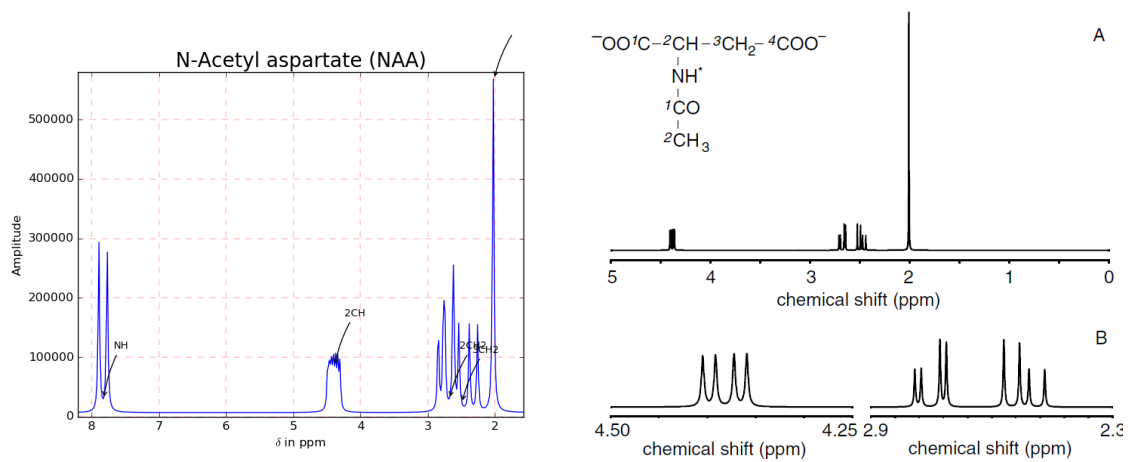 N-Acetyl aspartate (NAA)
Amplitude
500000
400000
300000
200000
100000
0
NH
2CH
2CH2
3CH2
8 7 6 5 4 3 2
δ in ppm
A
⁻OO¹C-²CH-³CH₂-⁴COO⁻
NH*
¹CO
²CH₃
5 4 3 2 1 0
chemical shift (ppm)
B
4.50 4.25
chemical shift (ppm)
2.9 2.3
chemical shift (ppm)